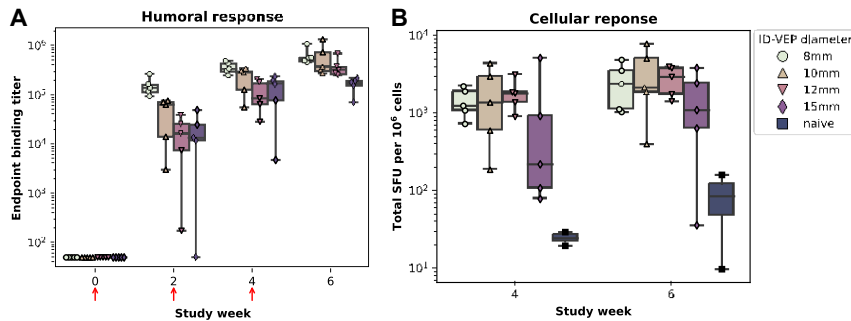 A
Humoral response
Endpoint binding titer
10⁶
10⁵
10⁴
10³
10²
0
2
4
6
Study week
B
Cellular reponse
Total SFU per 10⁶ cells
10⁴
10³
10²
10¹
4
6
Study week
ID-VEP diameter
8mm
10mm
12mm
15mm
naive